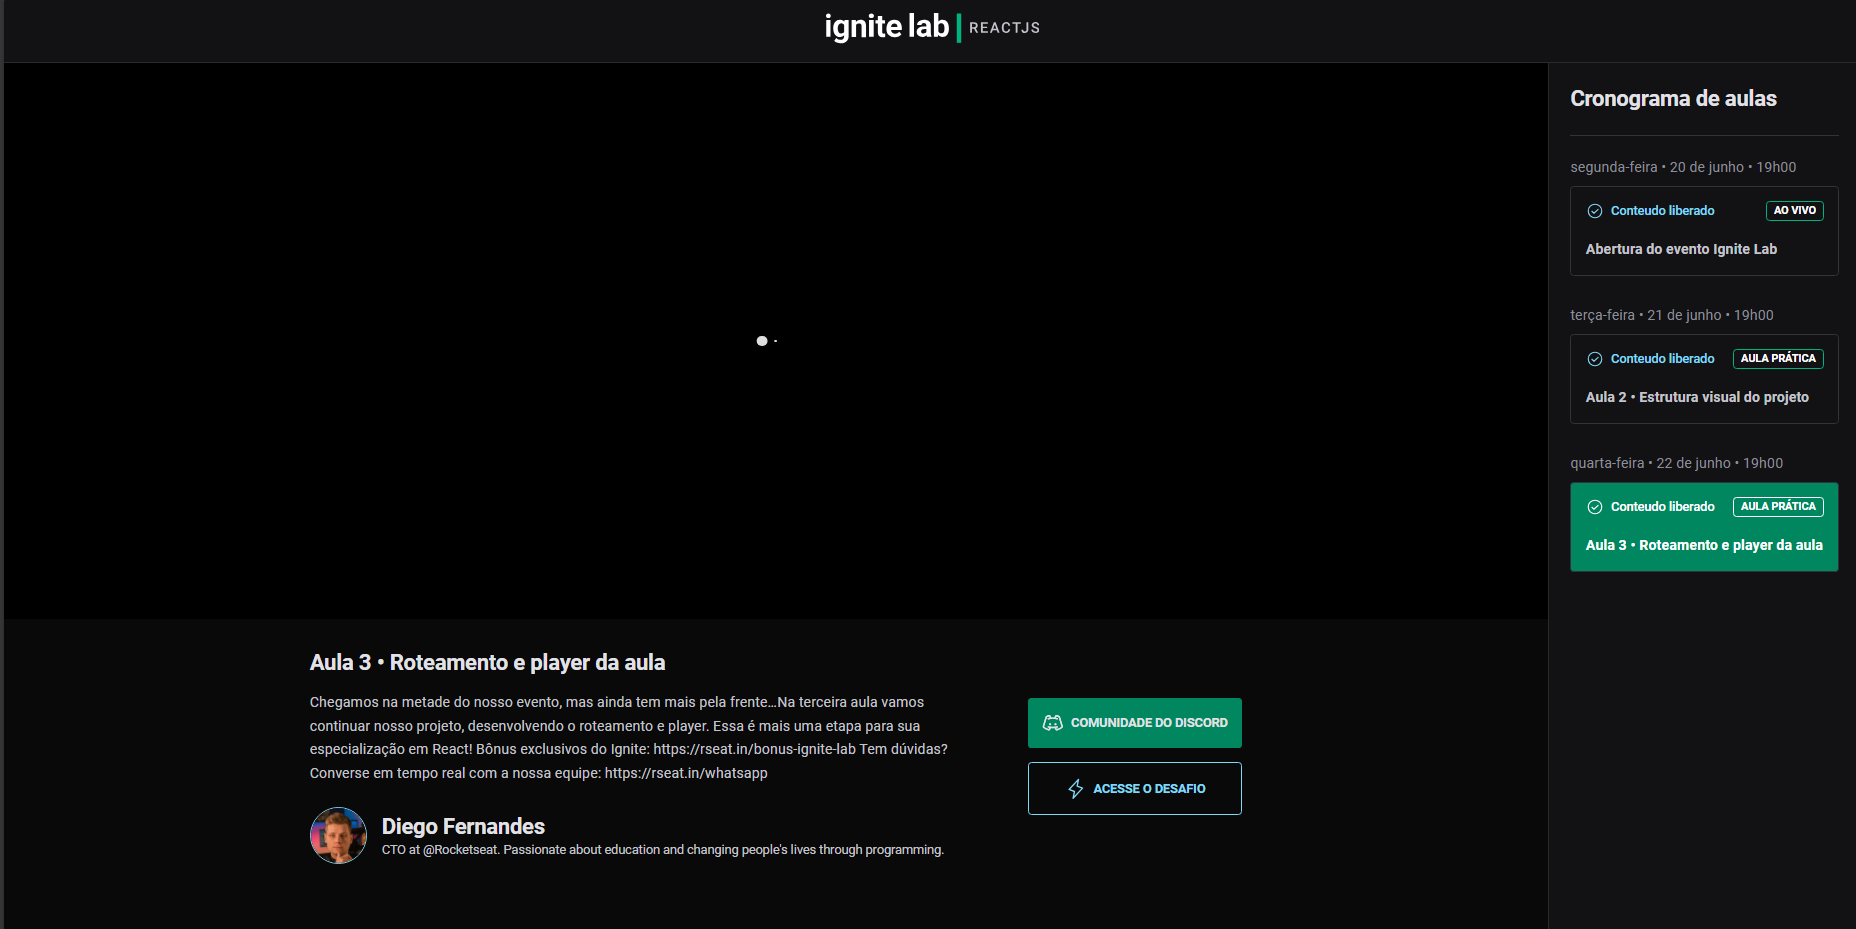 ignite lab | REACTJS
Cronograma de aulas
segunda-feira • 20 de junho • 19h00
Conteudo liberado
AO VIVO
Abertura do evento Ignite Lab
terça-feira • 21 de junho • 19h00
Conteudo liberado
AULA PRÁTICA
Aula 2 • Estrutura visual do projeto
quarta-feira • 22 de junho • 19h00
Conteudo liberado
AULA PRÁTICA
Aula 3 • Roteamento e player da aula
Aula 3 • Roteamento e player da aula
Chegamos na metade do nosso evento, mas ainda tem mais pela frente...Na terceira aula vamos
continuar nosso projeto, desenvolvendo o roteamento e player. Essa é mais uma etapa para sua
especialização em React! Bônus exclusivos do Ignite: https://rseat.in/bonus-ignite-lab Tem dúvidas?
Converse em tempo real com a nossa equipe: https://rseat.in/whatsapp
COMUNIDADE DO DISCORD
ACESSE O DESAFIO
Diego Fernandes
CTO at @Rocketseat. Passionate about education and changing people's lives through programming.